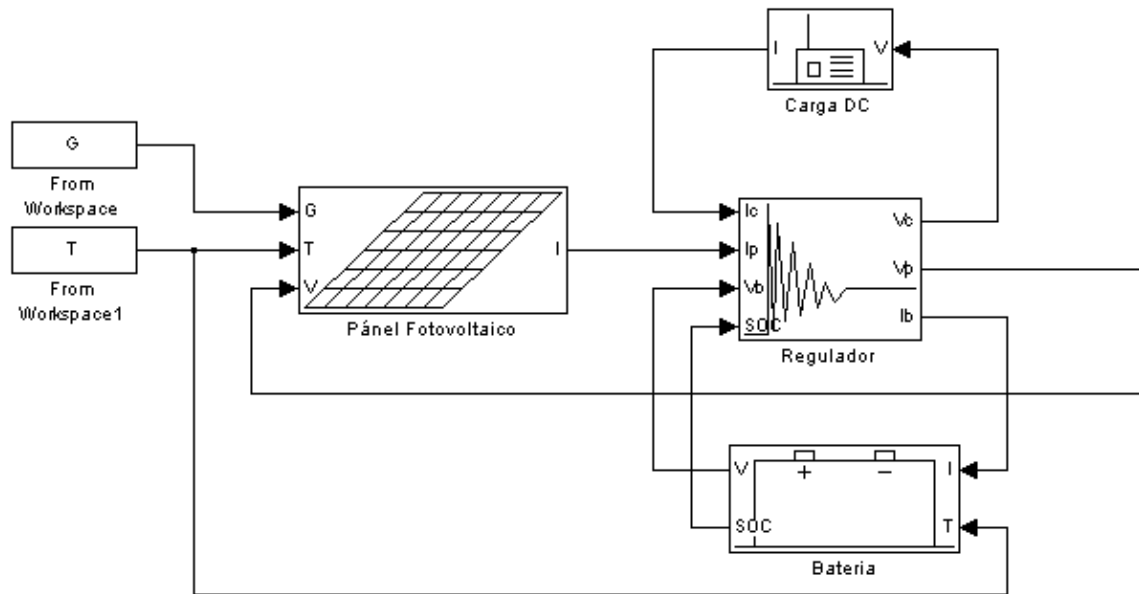 I
V
Carga DC
G
From
Workspace
T
From
Workspace1
G
T
V
I
Pánel Fotovoltaico
Ic
Ip
Vb
SOC
Vc
Vp
Ib
Regulador
V
SOC
+
−
I
T
Bateria